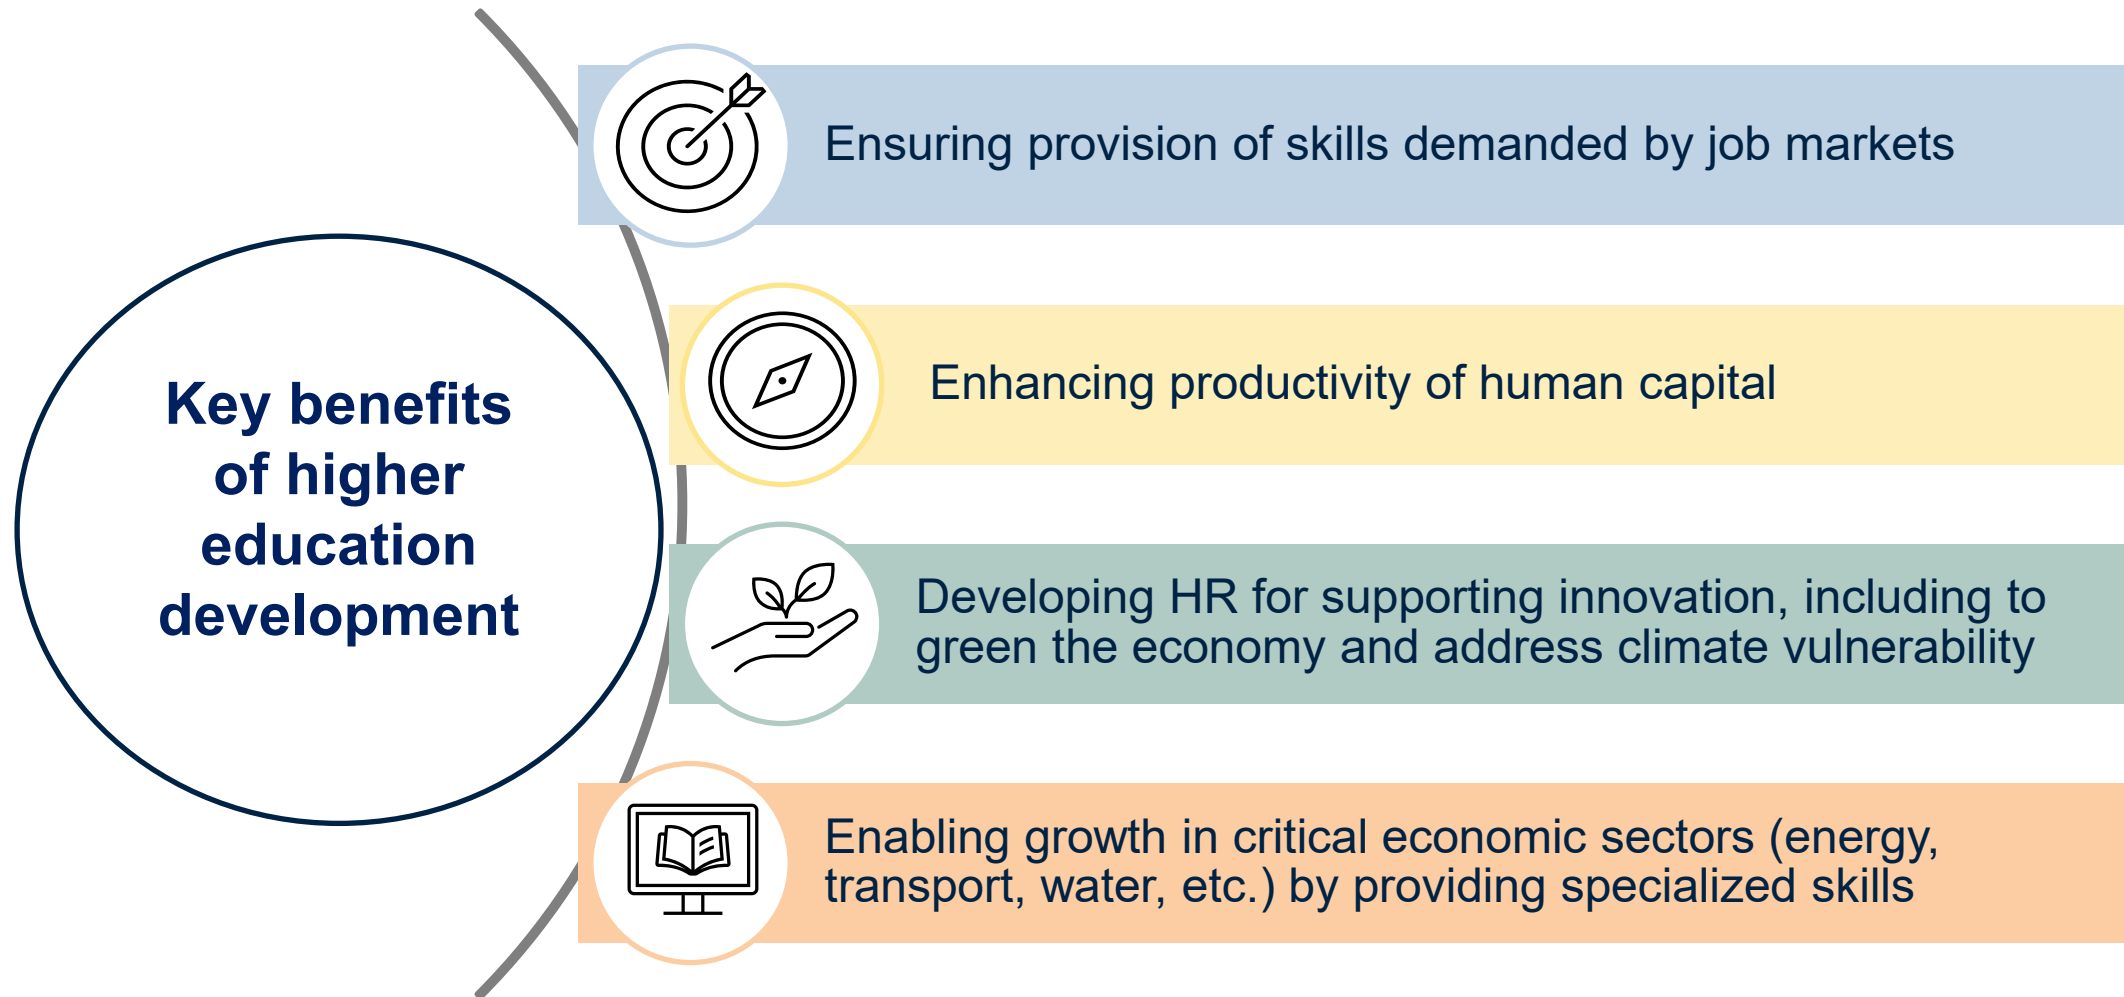 Key benefits
of higher
education
development
Ensuring provision of skills demanded by job markets
Enhancing productivity of human capital
Developing HR for supporting innovation, including to
green the economy and address climate vulnerability
Enabling growth in critical economic sectors (energy,
transport, water, etc.) by providing specialized skills